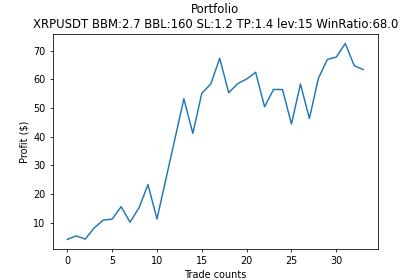 Portfolio
XRPUSDT BBM:2.7 BBL:160 SL:1.2 TP:1.4 lev:15 WinRatio:68.0
70
60
50
40
30
20
10
Profit ($)
0 5 10 15 20 25 30
Trade counts